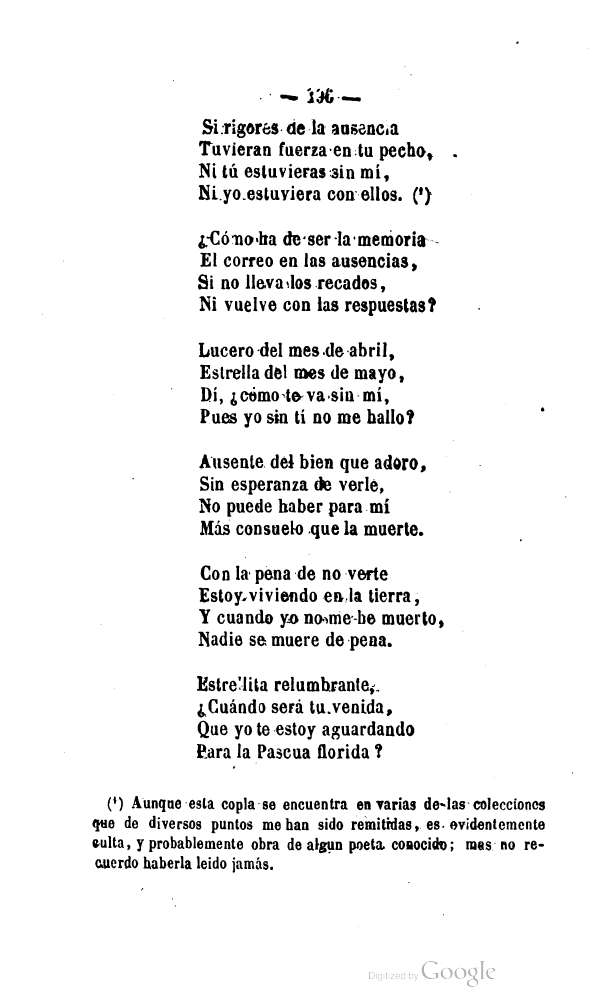 — 196 —
Si rigores de la ausencia
Tuvieran fuerza en tu pecho,
Ni tú estuvieras sin mí,
Ni yo estuviera con ellos. (¹)
¿Cómo ha de ser la memoria
El correo en las ausencias,
Si no lleva los recados,
Ni vuelve con las respuestas?
Lucero del mes de abril,
Estrella del mes de mayo,
Dí, ¿cómo te va sin mí,
Pues yo sin tí no me hallo?
Ausente del bien que adoro,
Sin esperanza de verle,
No puede haber para mí
Más consuelo que la muerte.
Con la pena de no verte
Estoy viviendo en la tierra,
Y cuando yo no me he muerto,
Nadie se muere de pena.
Estrellita relumbrante,
¿Cuándo será tu venida,
Que yo te estoy aguardando
Para la Pascua florida?
(¹) Aunque esta copla se encuentra en varias de las colecciones
que de diversos puntos me han sido remitidas, es evidentemente
culta, y probablemente obra de algun poeta conocido; mas no re-
cuerdo haberla leido jamás.
Digitized by Google